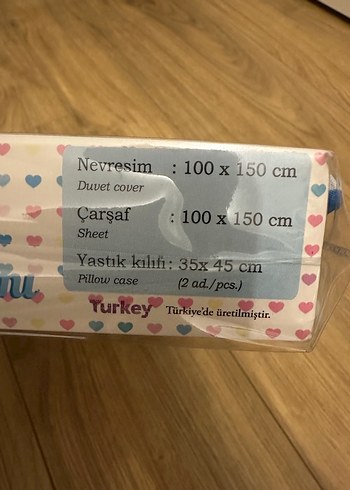 Nevresim : 100 x 150 cm
Duvet cover
Çarşaf : 100 x 150 cm
Sheet
Yastık kılıfı: 35x 45 cm
Pillow case (2 ad./pcs.)
Turkey Türkiye'de üretilmiştir.